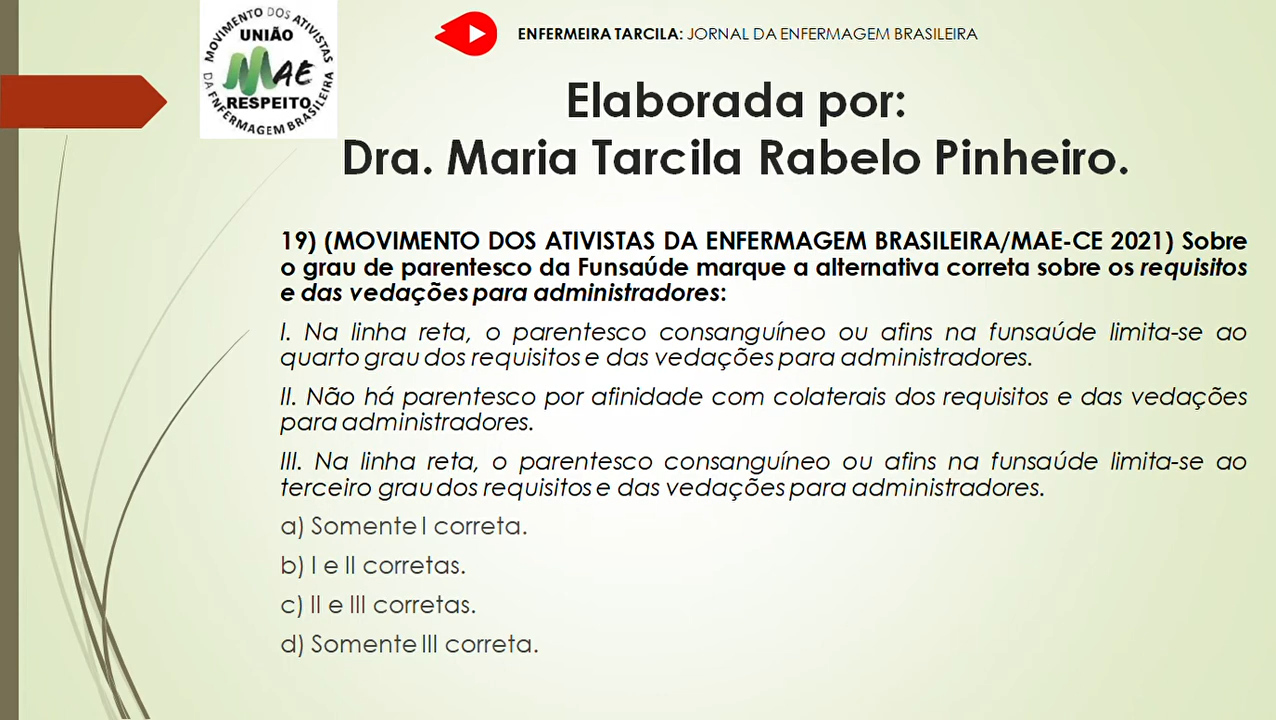 MOVIMENTO DOS ATIVISTAS
UNIÃO
MAE
RESPEITO
DA ENFERMAGEM BRASILEIRA
ENFERMEIRA TARCILA: JORNAL DA ENFERMAGEM BRASILEIRA
Elaborada por:
Dra. Maria Tarcila Rabelo Pinheiro.
19) (MOVIMENTO DOS ATIVISTAS DA ENFERMAGEM BRASILEIRA/MAE-CE 2021) Sobre
o grau de parentesco da Funsaúde marque a alternativa correta sobre os requisitos
e das vedações para administradores:
I. Na linha reta, o parentesco consanguíneo ou afins na funsaúde limita-se ao
quarto grau dos requisitos e das vedações para administradores.
II. Não há parentesco por afinidade com colaterais dos requisitos e das vedações
para administradores.
III. Na linha reta, o parentesco consanguíneo ou afins na funsaúde limita-se ao
terceiro grau dos requisitos e das vedações para administradores.
a) Somente I correta.
b) I e II corretas.
c) II e III corretas.
d) Somente III correta.